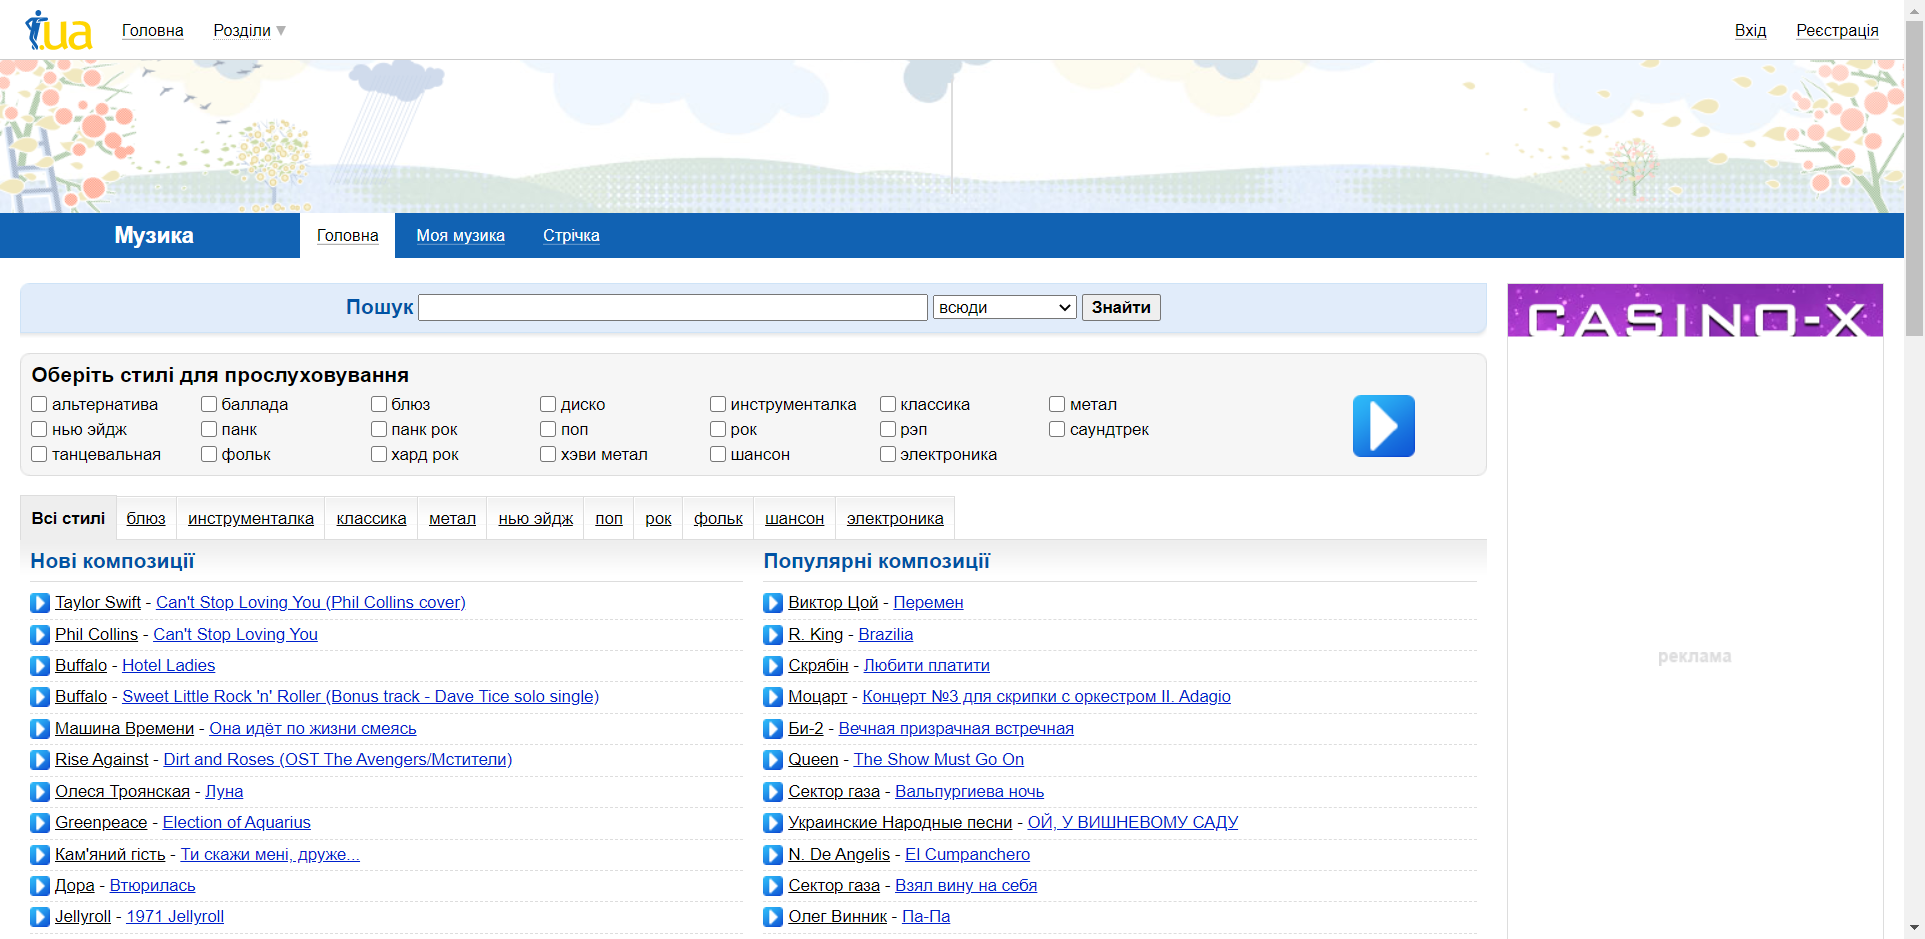 i.ua Головна Розділи ▼ Вхід Реєстрація
Музика Головна Моя музика Стрічка
Пошук всюди Знайти
CASINO-X
Оберіть стилі для прослуховування
альтернатива баллада блюз диско инструменталка классика метал
нью эйдж панк панк рок поп рок рэп саундтрек
танцевальная фольк хард рок хэви метал шансон электроника
Всі стилі блюз инструменталка классика метал нью эйдж поп рок фольк шансон электроника
Нові композиції
Taylor Swift - Can't Stop Loving You (Phil Collins cover)
Phil Collins - Can't Stop Loving You
Buffalo - Hotel Ladies
Buffalo - Sweet Little Rock 'n' Roller (Bonus track - Dave Tice solo single)
Машина Времени - Она идёт по жизни смеясь
Rise Against - Dirt and Roses (OST The Avengers/Мстители)
Олеся Троянская - Луна
Greenpeace - Election of Aquarius
Кам'яний гість - Ти скажи мені, друже...
Дора - Втюрилась
Jellyroll - 1971 Jellyroll
Популярні композиції
Виктор Цой - Перемен
R. King - Brazilia
Скрябін - Любити платити
Моцарт - Концерт №3 для скрипки с оркестром II. Adagio
Би-2 - Вечная призрачная встречная
Queen - The Show Must Go On
Сектор газа - Вальпургиева ночь
Украинские Народные песни - ОЙ, У ВИШНЕВОМУ САДУ
N. De Angelis - El Cumpanchero
Сектор газа - Взял вину на себя
Олег Винник - Па-Па
реклама